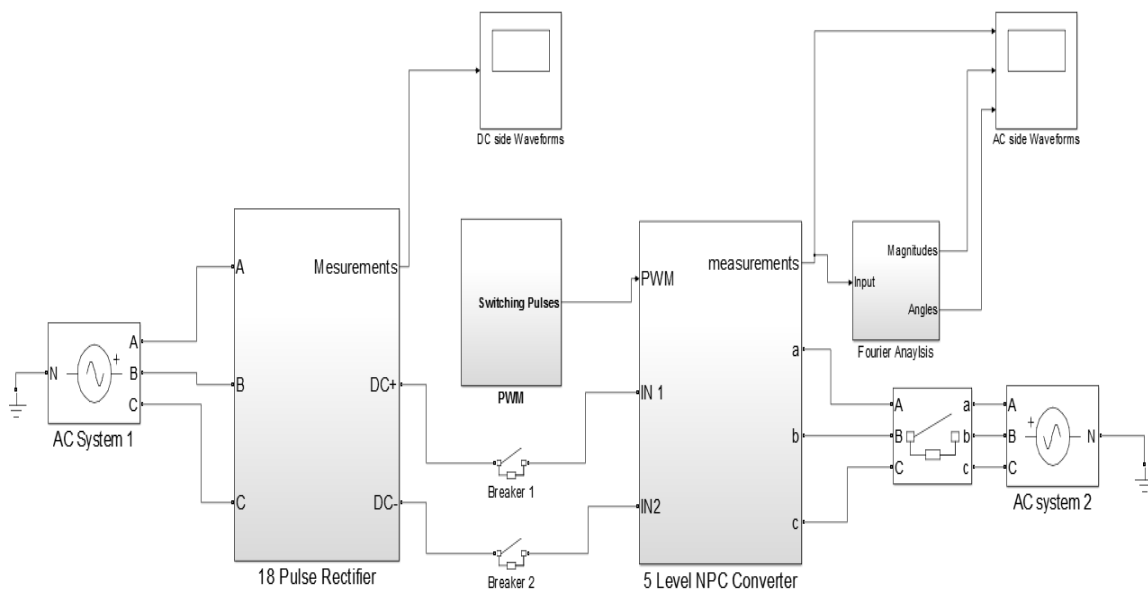 DC side Waveforms
AC side Waveforms
A
B
C
Mesurements
DC+
DC-
18 Pulse Rectifier
N
A
B
C
AC System 1
Switching Pulses
PWM
Breaker 1
Breaker 2
PWM
IN 1
IN2
measurements
a
b
c
5 Level NPC Converter
Input
Magnitudes
Angles
Fourier Anaylsis
A
B
C
a
b
c
A
B
C
N
AC system 2